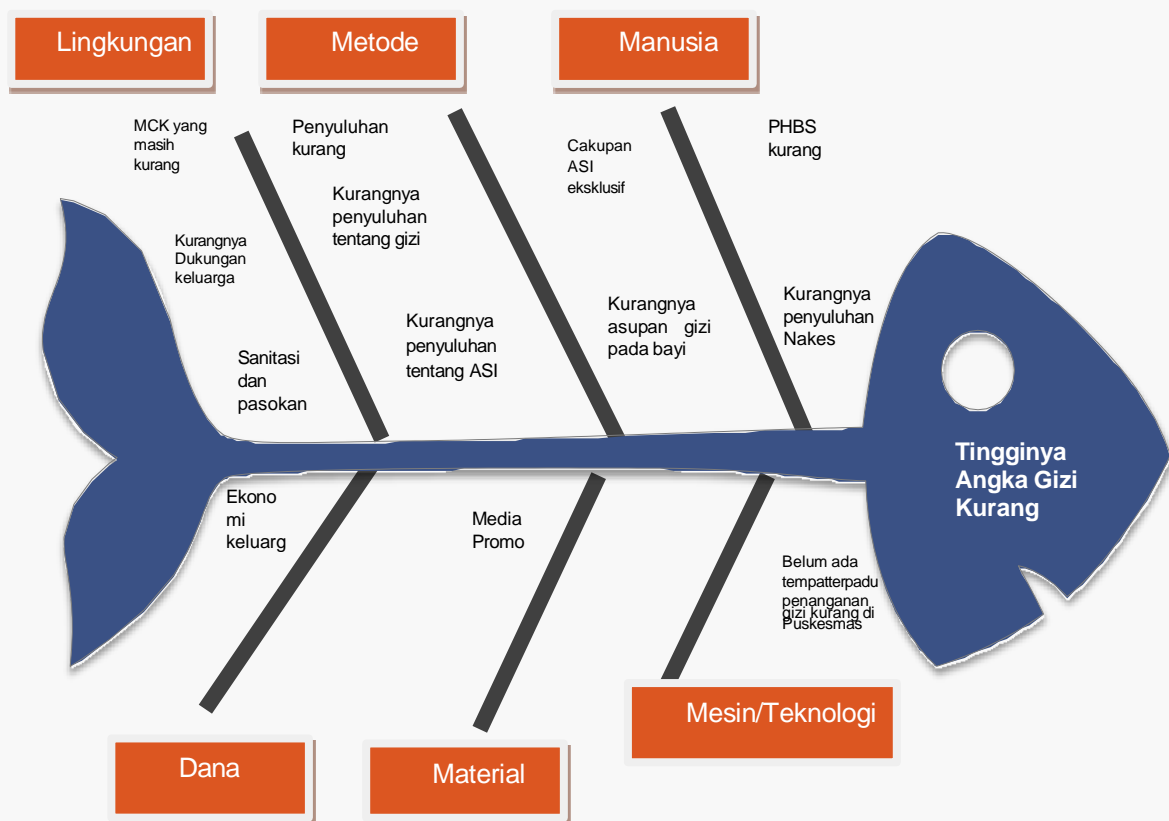 Lingkungan
Metode
Manusia
MCK yang
masih
kurang
Kurangnya
Dukungan
keluarga
Sanitasi
dan
pasokan
Penyuluhan
kurang
Kurangnya
penyuluhan
tentang gizi
Kurangnya
penyuluhan
tentang ASI
Cakupan
ASI
eksklusif
Kurangnya
asupan gizi
pada bayi
PHBS
kurang
Kurangnya
penyuluhan
Nakes
Tingginya
Angka Gizi
Kurang
Ekono
mi
keluarg
Media
Promo
Belum ada
tempatterpadu
penanganan
gizi kurang di
Puskesmas
Dana
Material
Mesin/Teknologi